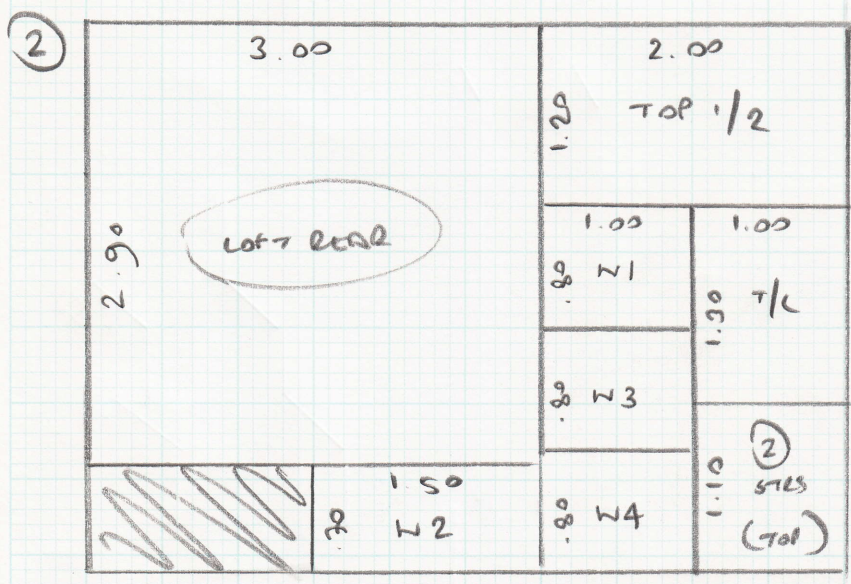 2
3.00
2.90
LOFT REAR
2.00
1.20
TOP 1/2
1.00
.80 W1
1.00
1.30 T/L
.80 W3
1.50
.70 W2
.80 W4
1.10
2
STRS
(TOP)